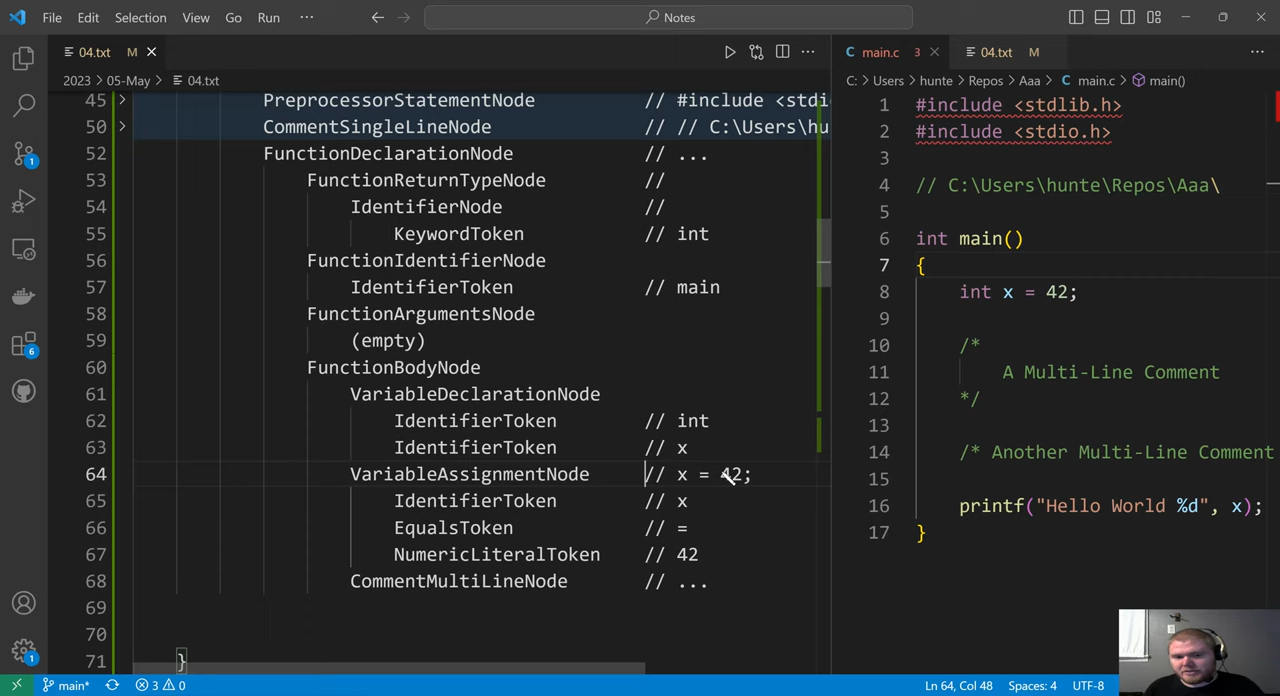 File Edit Selection View Go Run ··· Notes
04.txt M
main.c 3 04.txt M
2023 > 05-May > 04.txt
C: > Users > hunte > Repos > Aaa > main.c > main()
45 PreprocessorStatementNode // #include <stdi
50 CommentSingleLineNode // // C:\Users\hu
52 FunctionDeclarationNode // ...
53 FunctionReturnTypeNode //
54 IdentifierNode //
55 KeywordToken // int
56 FunctionIdentifierNode
57 IdentifierToken // main
58 FunctionArgumentsNode
59 (empty)
60 FunctionBodyNode
61 VariableDeclarationNode
62 IdentifierToken // int
63 IdentifierToken // x
64 VariableAssignmentNode // x = 42;
65 IdentifierToken // x
66 EqualsToken // =
67 NumericLiteralToken // 42
68 CommentMultiLineNode // ...
69
70
71 }
1 #include <stdlib.h>
2 #include <stdio.h>
3
4 // C:\Users\hunte\Repos\Aaa\
5
6 int main()
7 {
8 int x = 42;
9
10 /*
11 A Multi-Line Comment
12 */
13
14 /* Another Multi-Line Comment
15
16 printf("Hello World %d", x);
17 }
1
6
1
main* 3 0 Ln 64, Col 48 Spaces: 4 UTF-8